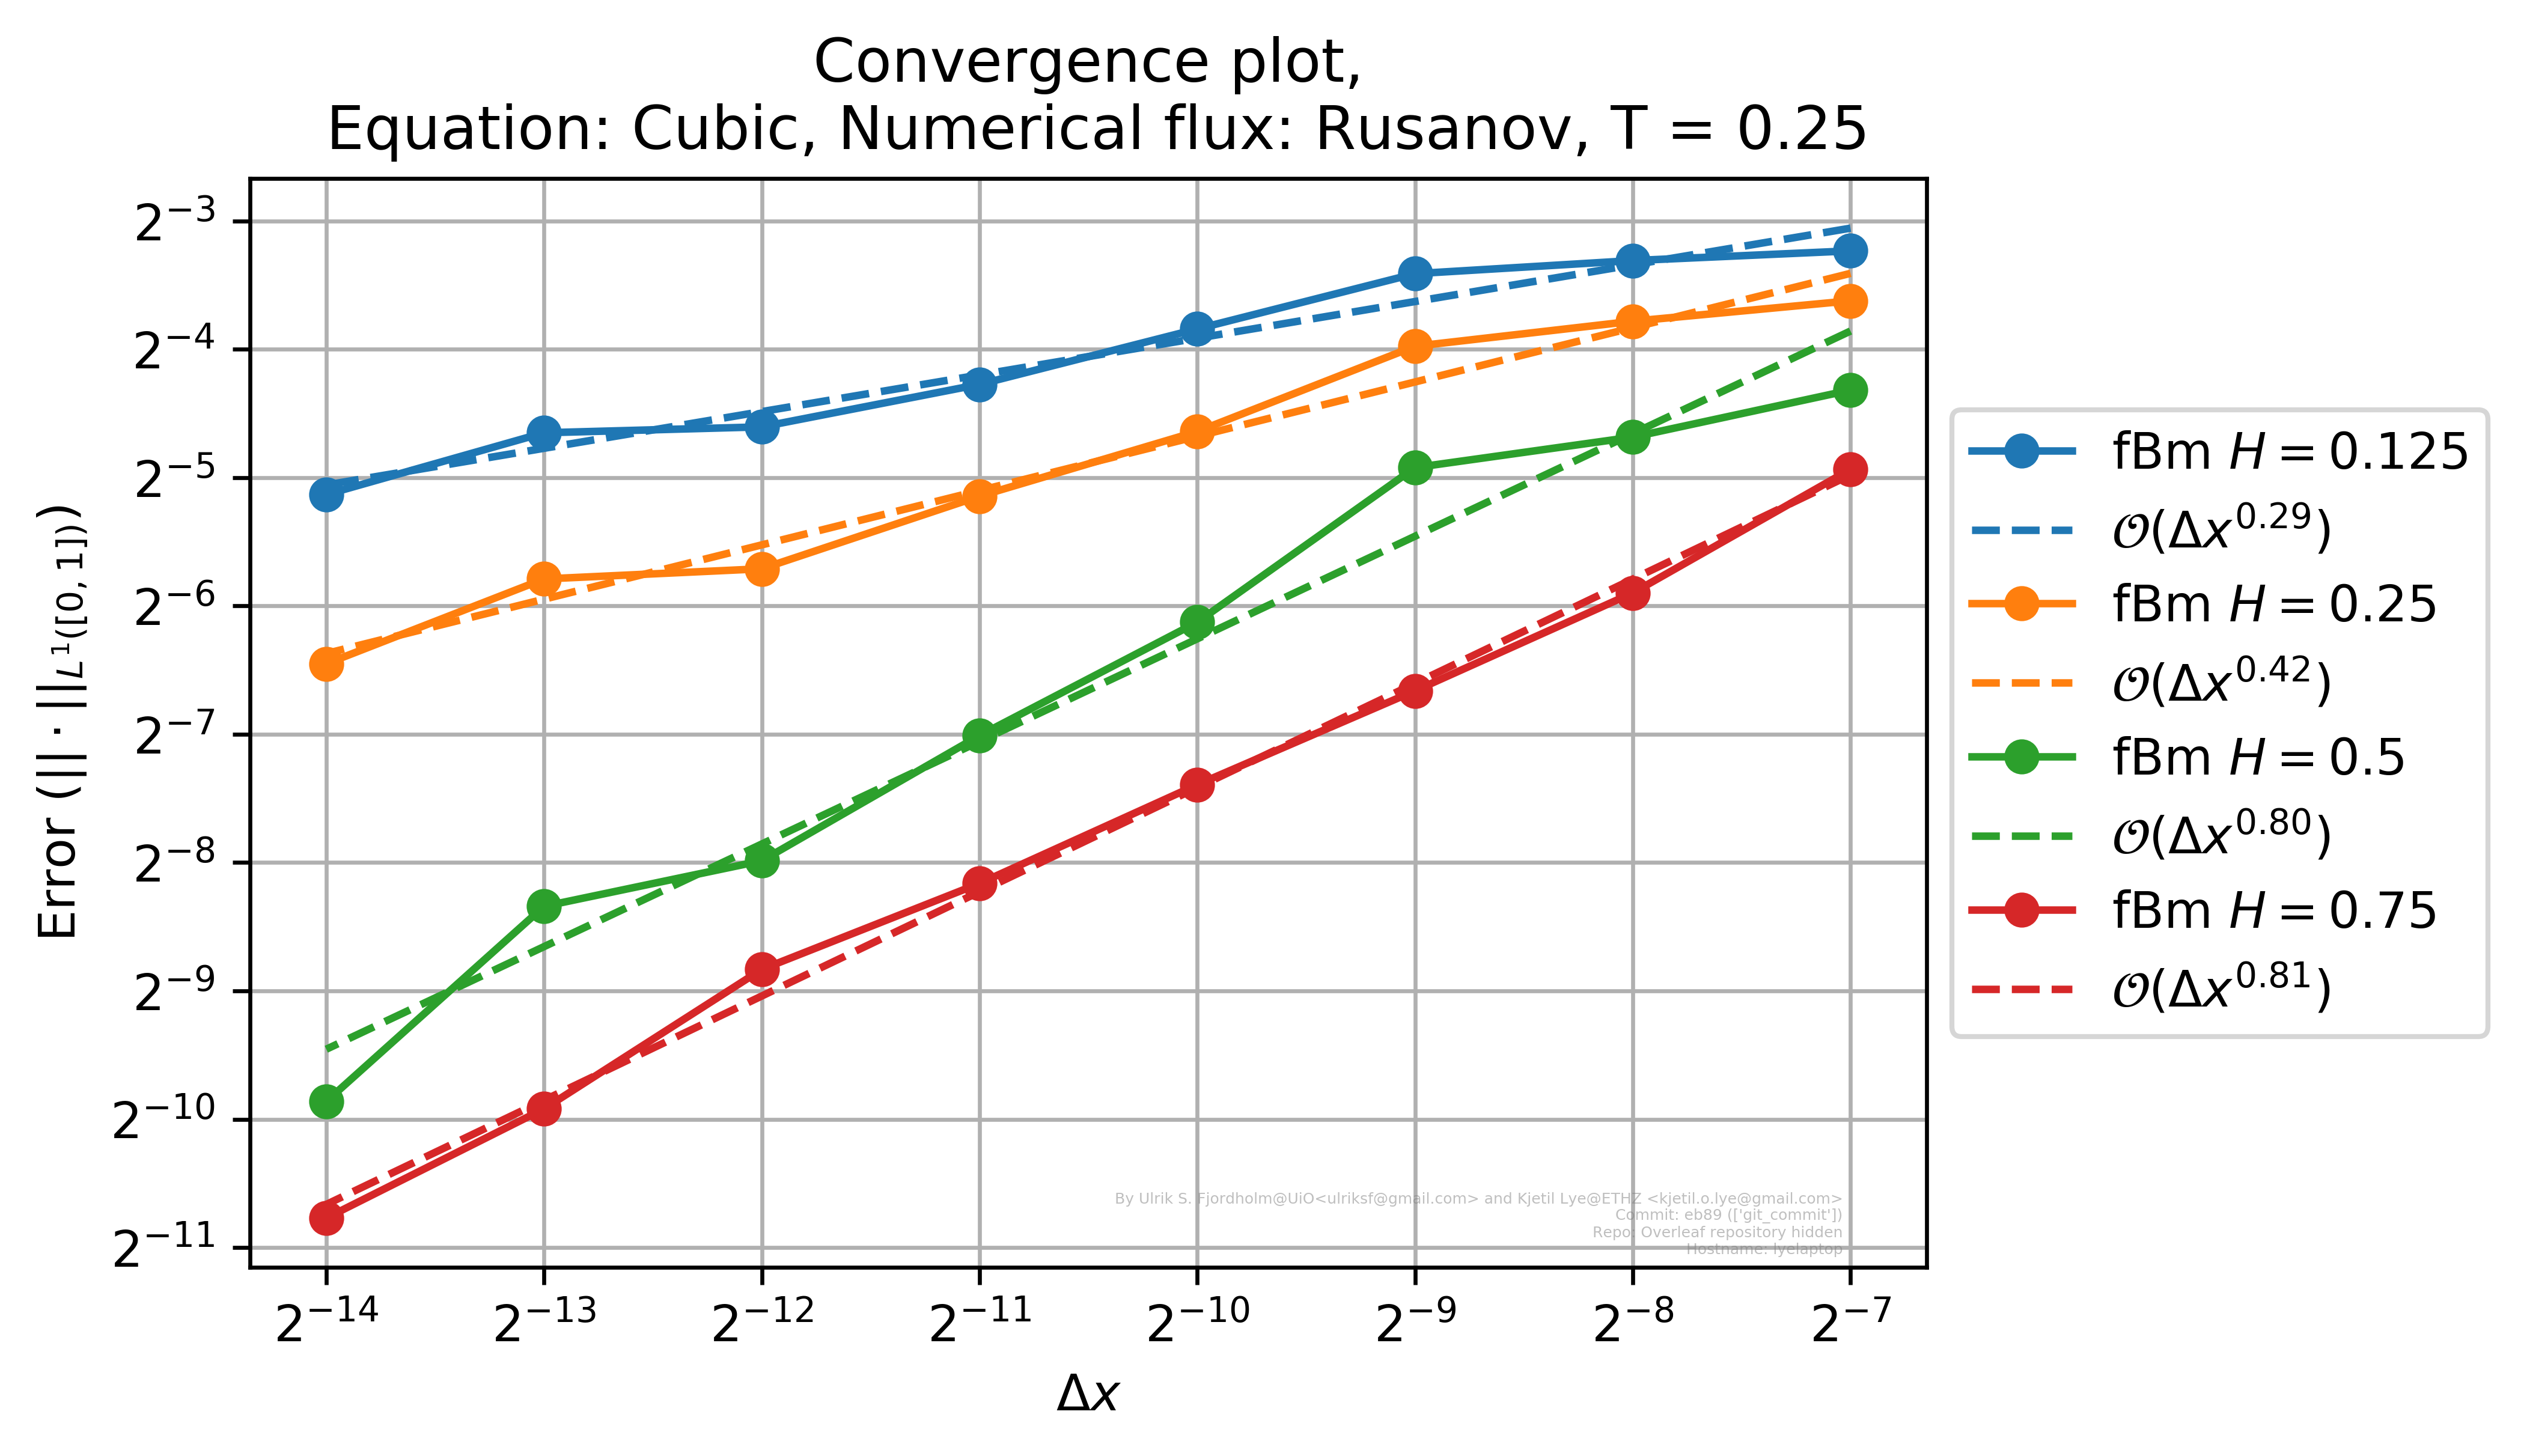 Convergence plot,
Equation: Cubic, Numerical flux: Rusanov, T = 0.25
Error (|| · ||_{L^1([0, 1])})
2^{−3}
2^{−4}
2^{−5}
2^{−6}
2^{−7}
2^{−8}
2^{−9}
2^{−10}
2^{−11}
fBm H = 0.125
𝒪(Δx^{0.29})
fBm H = 0.25
𝒪(Δx^{0.42})
fBm H = 0.5
𝒪(Δx^{0.80})
fBm H = 0.75
𝒪(Δx^{0.81})
By Ulrik S. Fjordholm@UiO<ulriksf@gmail.com> and Kjetil Lye@ETHZ <kjetil.o.lye@gmail.com>
Commit: eb89 (['git_commit'])
Repo: Overleaf repository hidden
Hostname: lyelaptop
2^{−14} 2^{−13} 2^{−12} 2^{−11} 2^{−10} 2^{−9} 2^{−8} 2^{−7}
Δx